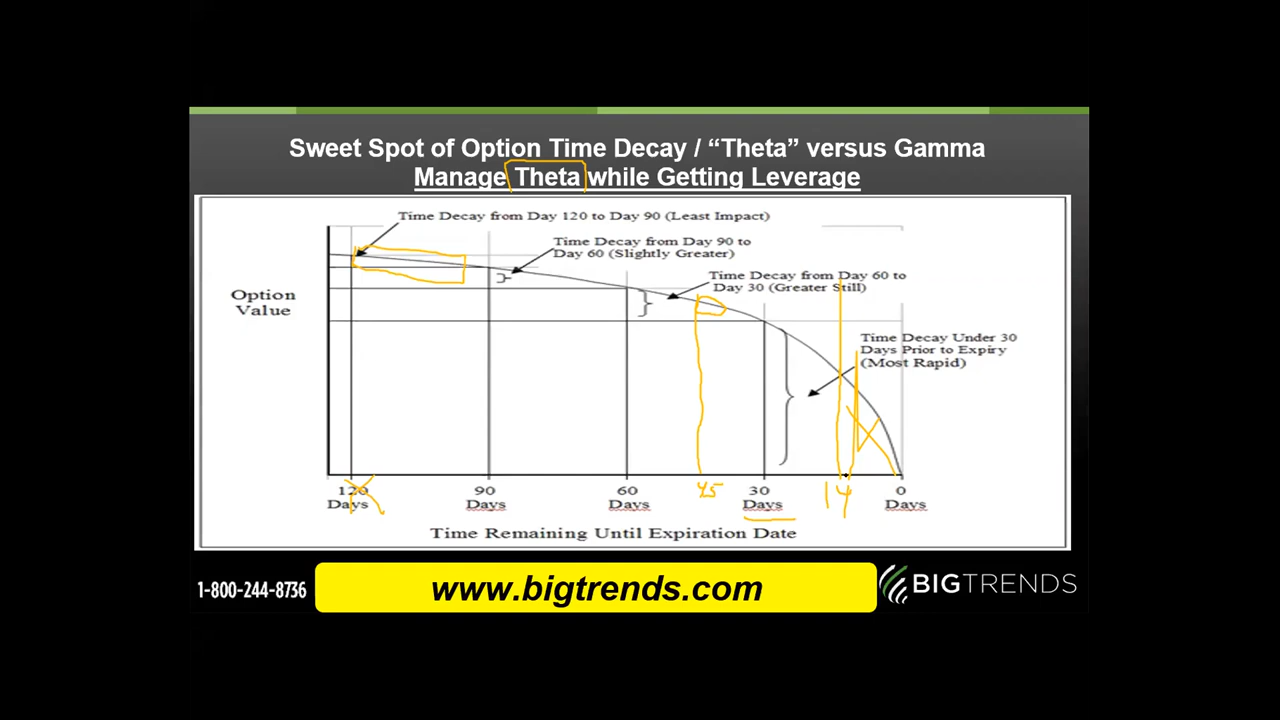 Sweet Spot of Option Time Decay / “Theta” versus Gamma
Manage Theta while Getting Leverage
Time Decay from Day 120 to Day 90 (Least Impact)
Time Decay from Day 90 to
Day 60 (Slightly Greater)
Time Decay from Day 60 to
Day 30 (Greater Still)
Option
Value
Time Decay Under 30
Days Prior to Expiry
(Most Rapid)
120 90 60 45 30 14 0
Days Days Days Days Days
Time Remaining Until Expiration Date
1-800-244-8736
www.bigtrends.com
BIGTRENDS